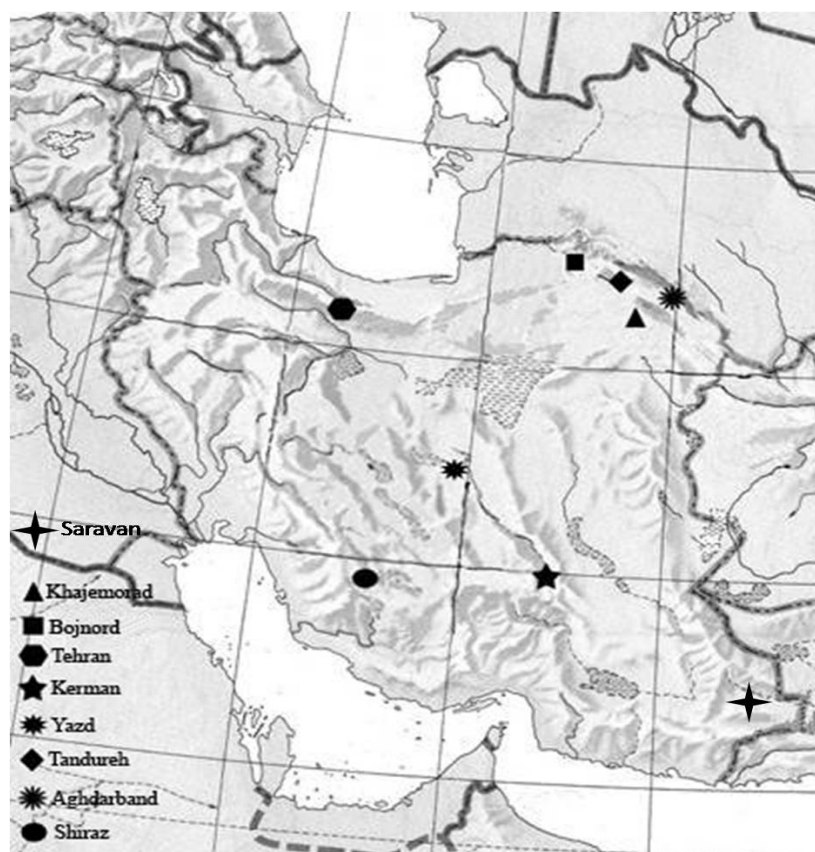 Saravan
Khajemorad
Bojnord
Tehran
Kerman
Yazd
Tandureh
Aghdarband
Shiraz